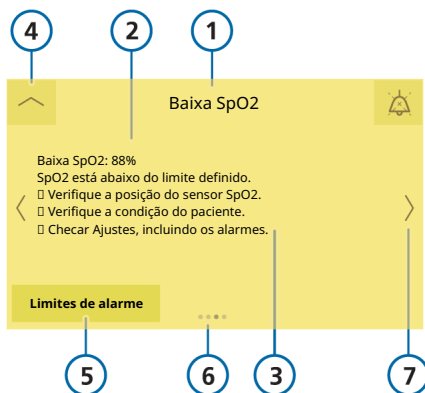 4
2
1
Baixa SpO2
Baixa SpO2: 88%
SpO2 está abaixo do limite definido.
▯ Verifique a posição do sensor SpO2.
▯ Verifique a condição do paciente.
▯ Checar Ajustes, incluindo os alarmes.
Limites de alarme
5
6
3
7